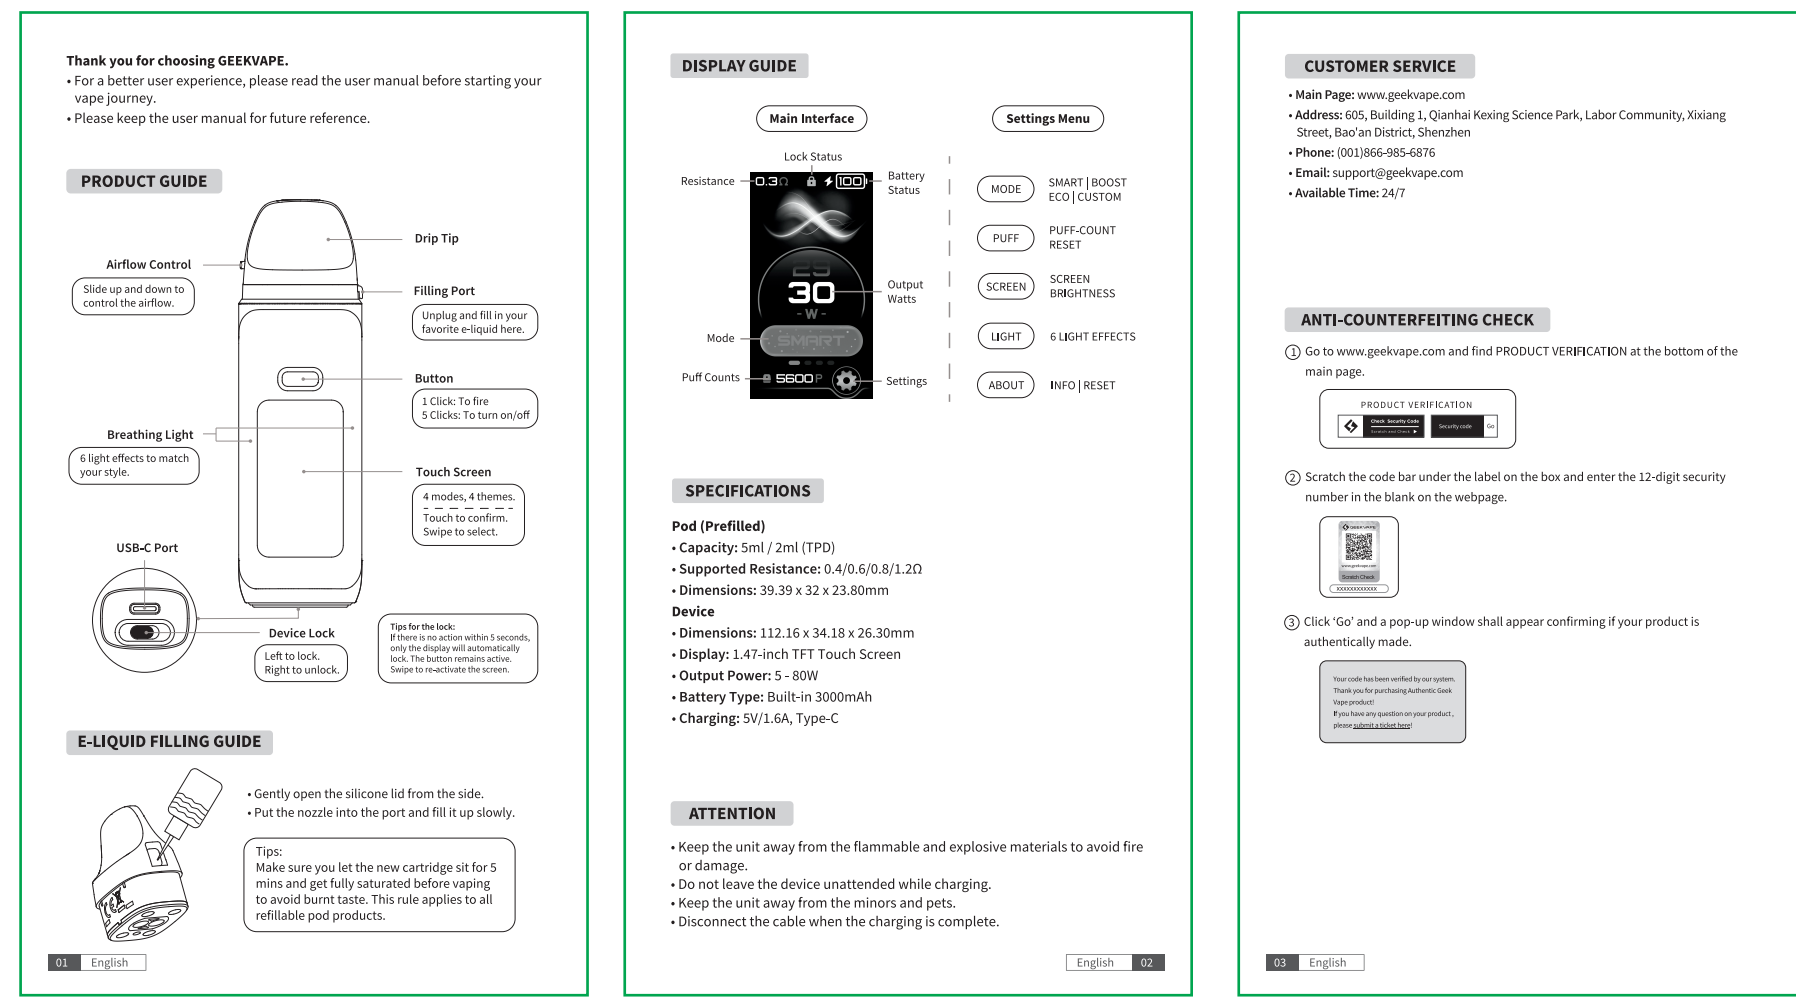 Thank you for choosing GEEKVAPE.
• For a better user experience, please read the user manual before starting your
vape journey.
• Please keep the user manual for future reference.
PRODUCT GUIDE
Drip Tip
Airflow Control
Slide up and down to
control the airflow.
Filling Port
Unplug and fill in your
favorite e-liquid here.
Button
1 Click: To fire
5 Clicks: To turn on/off
Breathing Light
6 light effects to match
your style.
Touch Screen
4 modes, 4 themes.
Touch to confirm.
Swipe to select.
USB-C Port
Device Lock
Left to lock.
Right to unlock.
Tips for the lock:
If there is no action within 5 seconds,
only the display will automatically
lock. The button remains active.
Swipe to re-activate the screen.
E-LIQUID FILLING GUIDE
• Gently open the silicone lid from the side.
• Put the nozzle into the port and fill it up slowly.
Tips:
Make sure you let the new cartridge sit for 5
mins and get fully saturated before vaping
to avoid burnt taste. This rule applies to all
refillable pod products.
01 English
DISPLAY GUIDE
Main Interface
Lock Status
Resistance
0.3Ω
100
Battery
Status
29
30
- W -
Output
Watts
Mode
SMART
Puff Counts
5600 P
Settings
Settings Menu
MODE
SMART | BOOST
ECO | CUSTOM
PUFF
PUFF-COUNT
RESET
SCREEN
SCREEN
BRIGHTNESS
LIGHT
6 LIGHT EFFECTS
ABOUT
INFO | RESET
SPECIFICATIONS
Pod (Prefilled)
• Capacity: 5ml / 2ml (TPD)
• Supported Resistance: 0.4/0.6/0.8/1.2Ω
• Dimensions: 39.39 x 32 x 23.80mm
Device
• Dimensions: 112.16 x 34.18 x 26.30mm
• Display: 1.47-inch TFT Touch Screen
• Output Power: 5 - 80W
• Battery Type: Built-in 3000mAh
• Charging: 5V/1.6A, Type-C
ATTENTION
• Keep the unit away from the flammable and explosive materials to avoid fire
or damage.
• Do not leave the device unattended while charging.
• Keep the unit away from the minors and pets.
• Disconnect the cable when the charging is complete.
English 02
CUSTOMER SERVICE
• Main Page: www.geekvape.com
• Address: 605, Building 1, Qianhai Kexing Science Park, Labor Community, Xixiang
Street, Bao'an District, Shenzhen
• Phone: (001)866-985-6876
• Email: support@geekvape.com
• Available Time: 24/7
ANTI-COUNTERFEITING CHECK
① Go to www.geekvape.com and find PRODUCT VERIFICATION at the bottom of the
main page.
PRODUCT VERIFICATION
Check Security Code
Scratch and Check ▶
Security code
Go
② Scratch the code bar under the label on the box and enter the 12-digit security
number in the blank on the webpage.
GEEK VAPE
www.geekvape.com
Scratch Check
XXXXXXXXXXXX
③ Click ‘Go’ and a pop-up window shall appear confirming if your product is
authentically made.
Your code has been verified by our system.
Thank you for purchasing Authentic Geek
Vape product!
If you have any question on your product ,
please submit a ticket here!
03 English